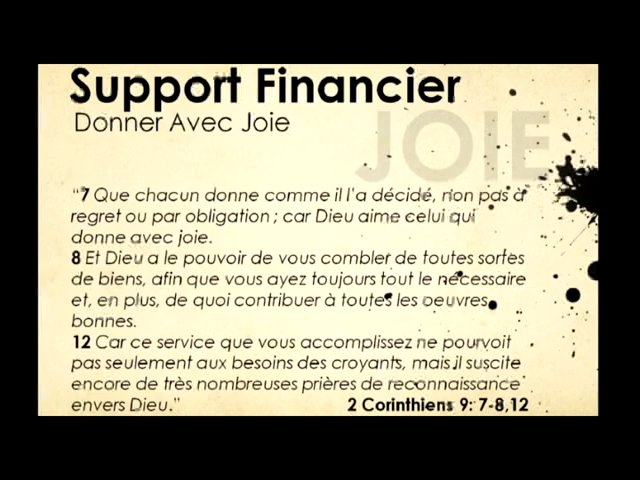 Support Financier
Donner Avec Joie
JOIE
"7 Que chacun donne comme il l'a décidé, non pas à
regret ou par obligation ; car Dieu aime celui qui
donne avec joie.
8 Et Dieu a le pouvoir de vous combler de toutes sortes
de biens, afin que vous ayez toujours tout le nécessaire
et, en plus, de quoi contribuer à toutes les oeuvres
bonnes.
12 Car ce service que vous accomplissez ne pourvoit
pas seulement aux besoins des croyants, mais il suscite
encore de très nombreuses prières de reconnaissance
envers Dieu." 2 Corinthiens 9: 7-8,12